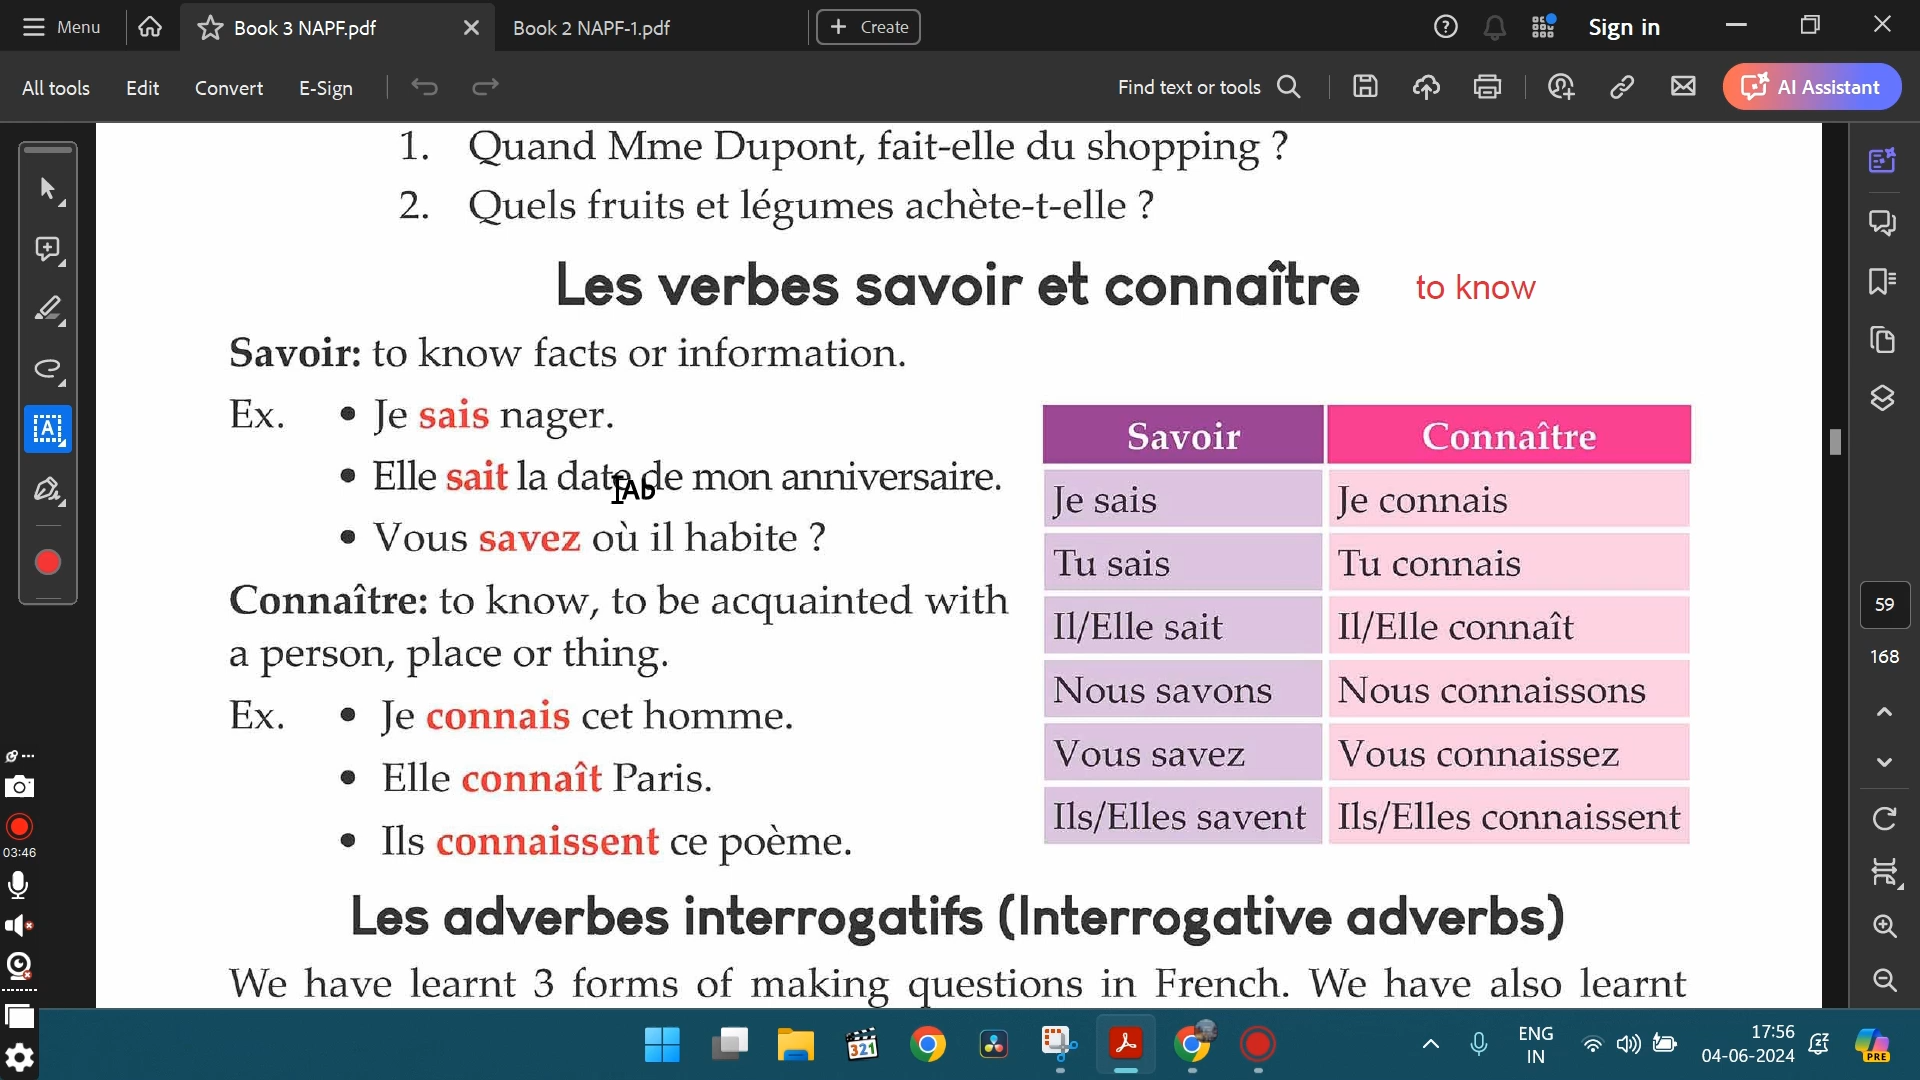 Menu
Book 3 NAPF.pdf
Book 2 NAPF-1.pdf
Create
Sign in
All tools
Edit
Convert
E-Sign
Find text or tools
AI Assistant
1. Quand Mme Dupont, fait-elle du shopping ?
2. Quels fruits et légumes achète-t-elle ?
Les verbes savoir et connaître
to know
Savoir: to know facts or information.
Ex. • Je sais nager.
• Elle sait la date de mon anniversaire.
Ab
• Vous savez où il habite ?
Connaître: to know, to be acquainted with
a person, place or thing.
Ex. • Je connais cet homme.
• Elle connaît Paris.
• Ils connaissent ce poème.
Savoir Connaître
Je sais Je connais
Tu sais Tu connais
Il/Elle sait Il/Elle connaît
Nous savons Nous connaissons
Vous savez Vous connaissez
Ils/Elles savent Ils/Elles connaissent
Les adverbes interrogatifs (Interrogative adverbs)
We have learnt 3 forms of making questions in French. We have also learnt
59
168
03:46
321
ENG
IN
17:56
04-06-2024
PRE